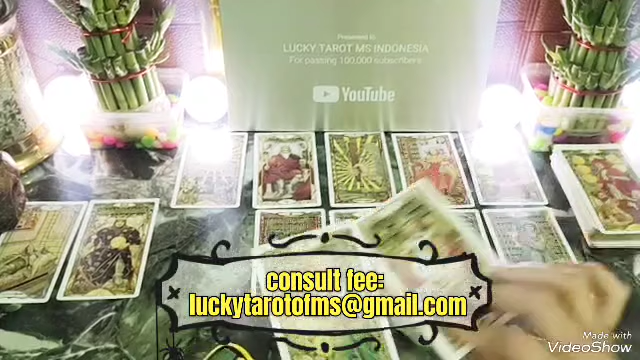 Presented to
LUCKY TAROT MS INDONESIA
For passing 100,000 subscribers
YouTube
consult fee:
luckytarotofms@gmail.com
Made with
VideoShow